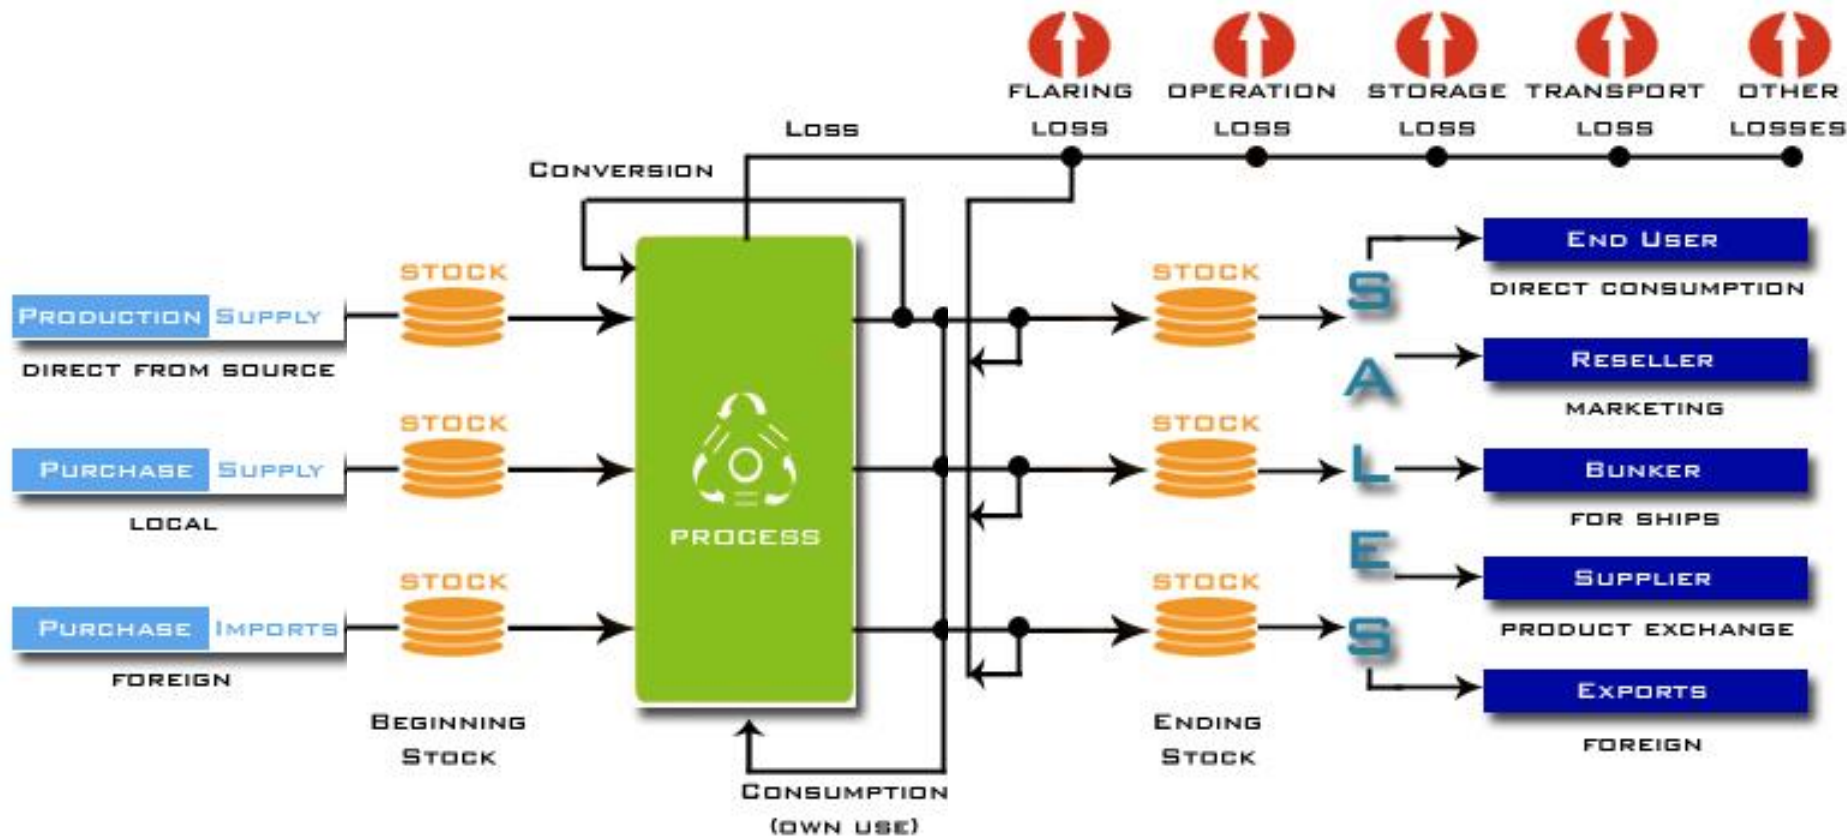 FLARING
LOSS
OPERATION
LOSS
STORAGE
LOSS
TRANSPORT
LOSS
OTHER
LOSSES
LOSS
CONVERSION
PRODUCTION SUPPLY
DIRECT FROM SOURCE
STOCK
PURCHASE SUPPLY
LOCAL
STOCK
PURCHASE IMPORTS
FOREIGN
STOCK
BEGINNING
STOCK
PROCESS
CONSUMPTION
(OWN USE)
STOCK
STOCK
STOCK
ENDING
STOCK
SALES
END USER
DIRECT CONSUMPTION
RESELLER
MARKETING
BUNKER
FOR SHIPS
SUPPLIER
PRODUCT EXCHANGE
EXPORTS
FOREIGN